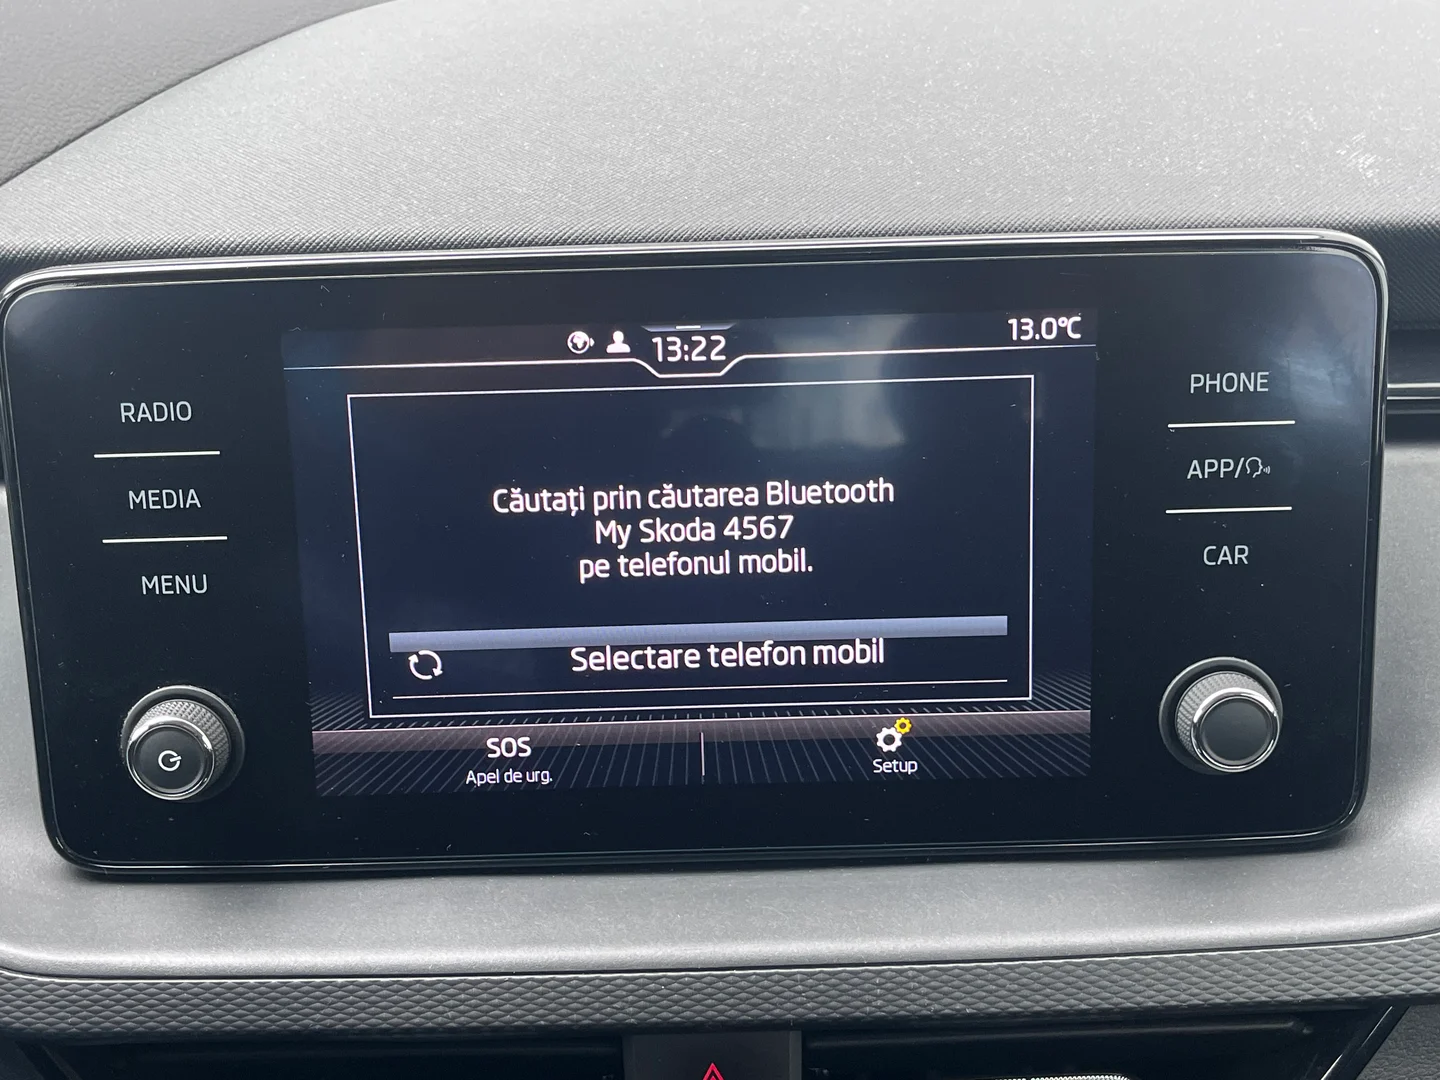 13:22
13.0°C
RADIO
MEDIA
MENU
Căutați prin căutarea Bluetooth
My Skoda 4567
pe telefonul mobil.
Selectare telefon mobil
SOS
Apel de urg.
Setup
PHONE
APP/
CAR